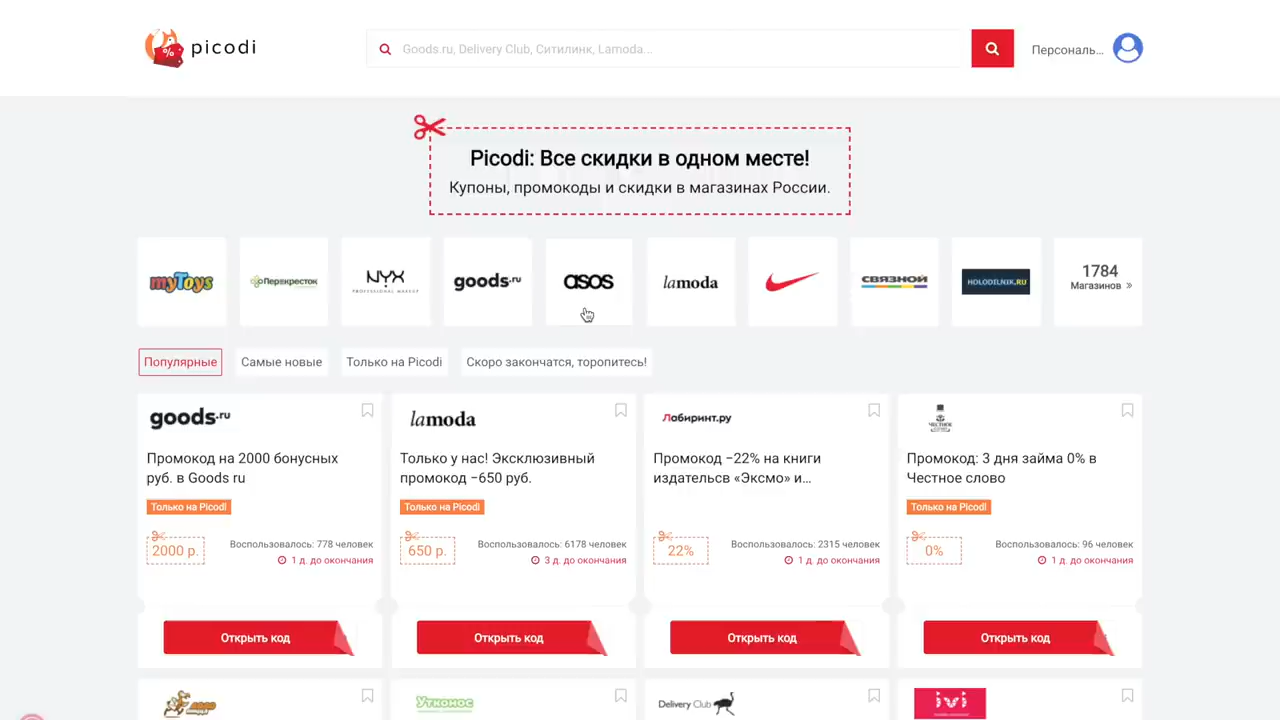 picodi
Goods.ru, Delivery Club, Ситилинк, Lamoda...
Персональ...
Picodi: Все скидки в одном месте!
Купоны, промокоды и скидки в магазинах России.
myToys
Перекресток
NYX
PROFESSIONAL MAKEUP
goods.ru
asos
lamoda
СВЯЗНОЙ
HOLODILNIK.RU
1784
Магазинов »
Популярные
Самые новые
Только на Picodi
Скоро закончатся, торопитесь!
goods.ru
Промокод на 2000 бонусных
руб. в Goods ru
Только на Picodi
2000 р.
Воспользовалось: 778 человек
1 д. до окончания
Открыть код
lamoda
Только у нас! Эксклюзивный
промокод −650 руб.
Только на Picodi
650 р.
Воспользовалось: 6178 человек
3 д. до окончания
Открыть код
Лабиринт.ру
Промокод −22% на книги
издательсв «Эксмо» и...
22%
Воспользовалось: 2315 человек
1 д. до окончания
Открыть код
ЧЕСТНОЕ
Промокод: 3 дня займа 0% в
Честное слово
Только на Picodi
0%
Воспользовалось: 96 человек
1 д. до окончания
Открыть код
УТКОНОС
Delivery Club
ivi